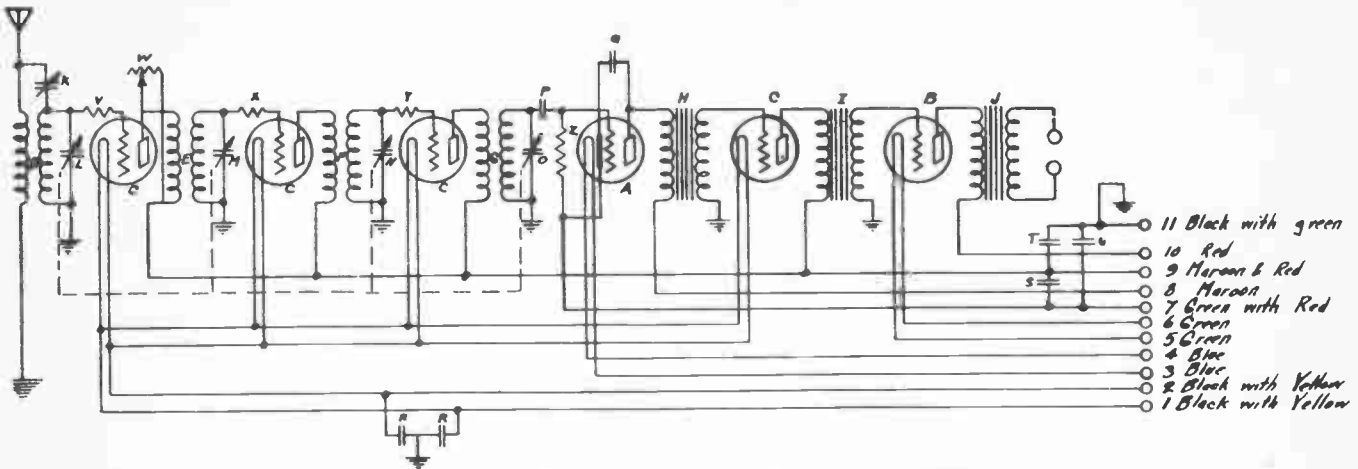 K
V
W
X
Y
P
Q
Z
H
C
I
B
J
D
L
E
M
F
N
G
O
C
C
C
A
T
U
S
R
R
11 Black with green
10 Red
9 Maroon & Red
8 Maroon
7 Green with Red
6 Green
5 Green
4 Blue
3 Blue
2 Black with Yellow
1 Black with Yellow